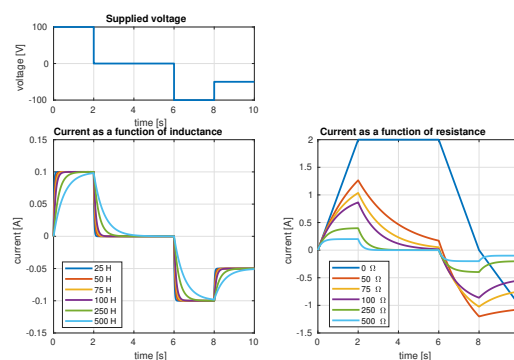 Supplied voltage
100
0
-100
voltage [V]
0 2 4 6 8 10
time [s]
Current as a function of inductance
0.15
0.1
0.05
0
-0.05
-0.1
-0.15
current [A]
25 H
50 H
75 H
100 H
250 H
500 H
0 2 4 6 8 10
time [s]
Current as a function of resistance
2
1.5
1
0.5
0
-0.5
-1
-1.5
current [A]
0 Ω
50 Ω
75 Ω
100 Ω
250 Ω
500 Ω
0 2 4 6 8 10
time [s]